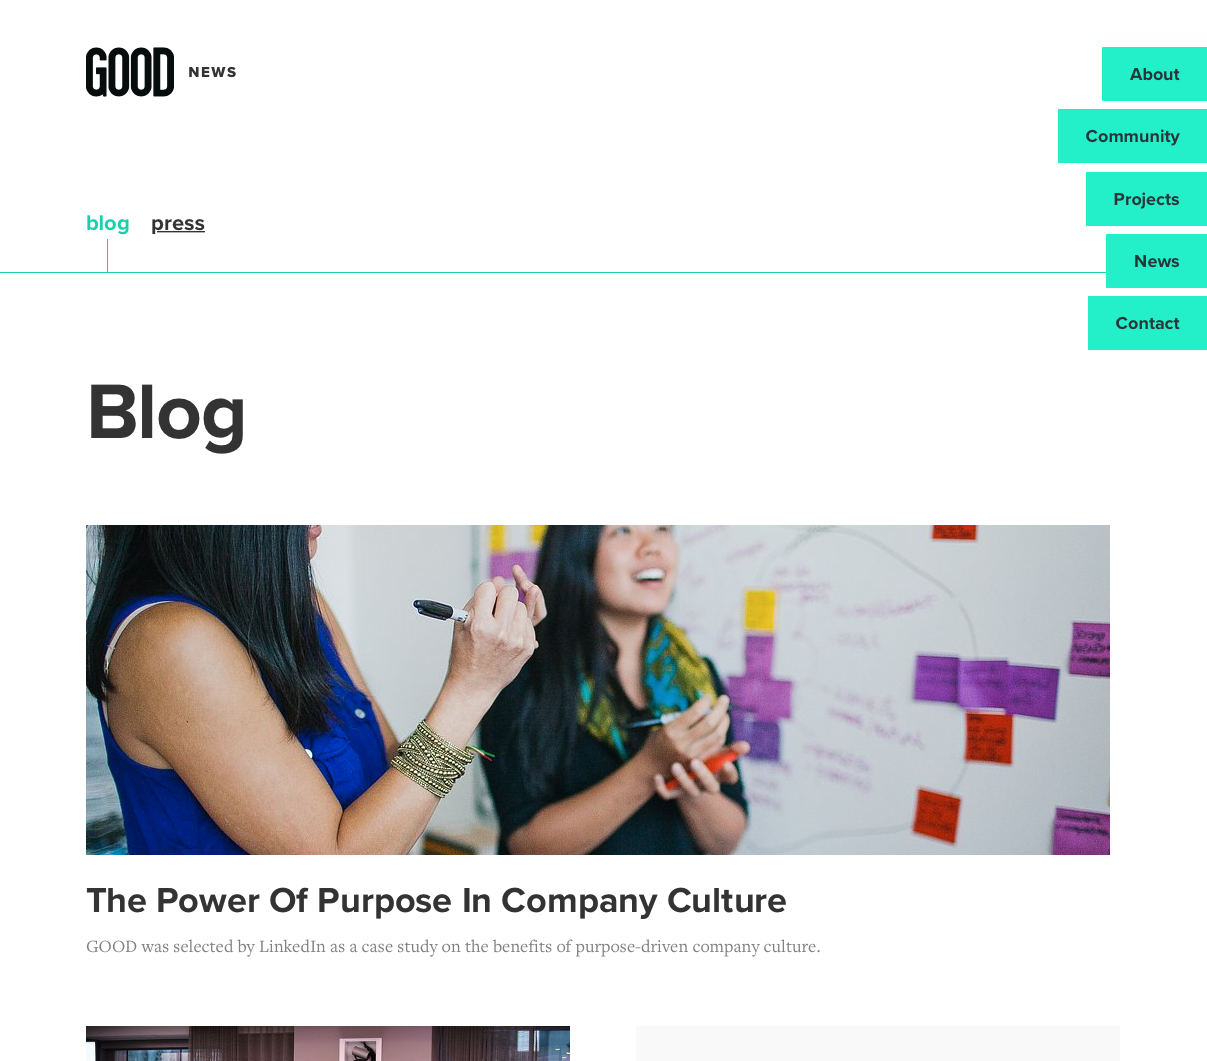 GOOD NEWS
About
Community
Projects
News
Contact
blog press
Blog
The Power Of Purpose In Company Culture
GOOD was selected by LinkedIn as a case study on the benefits of purpose-driven company culture.